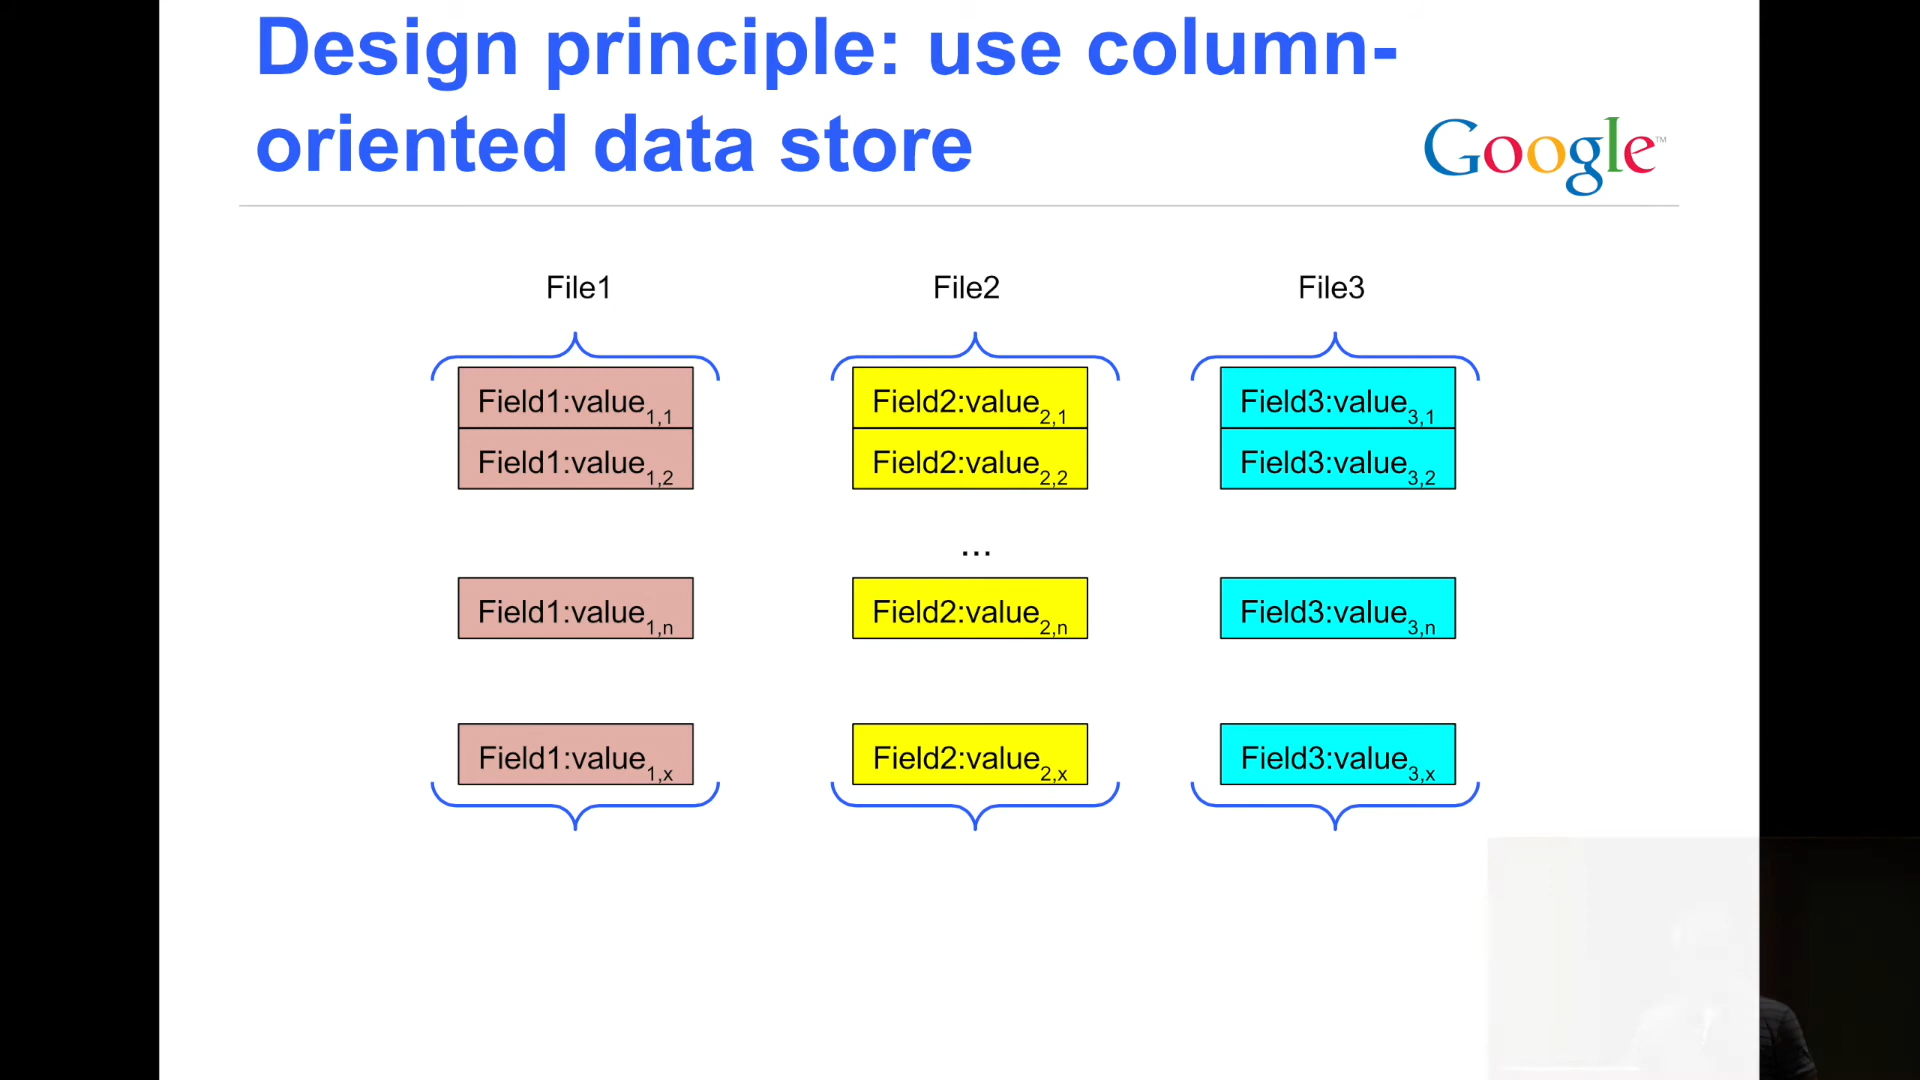 Design principle: use column-
oriented data store
Google™
File1 File2 File3
Field1:value1,1 Field2:value2,1 Field3:value3,1
Field1:value1,2 Field2:value2,2 Field3:value3,2
...
Field1:value1,n Field2:value2,n Field3:value3,n
Field1:value1,x Field2:value2,x Field3:value3,x